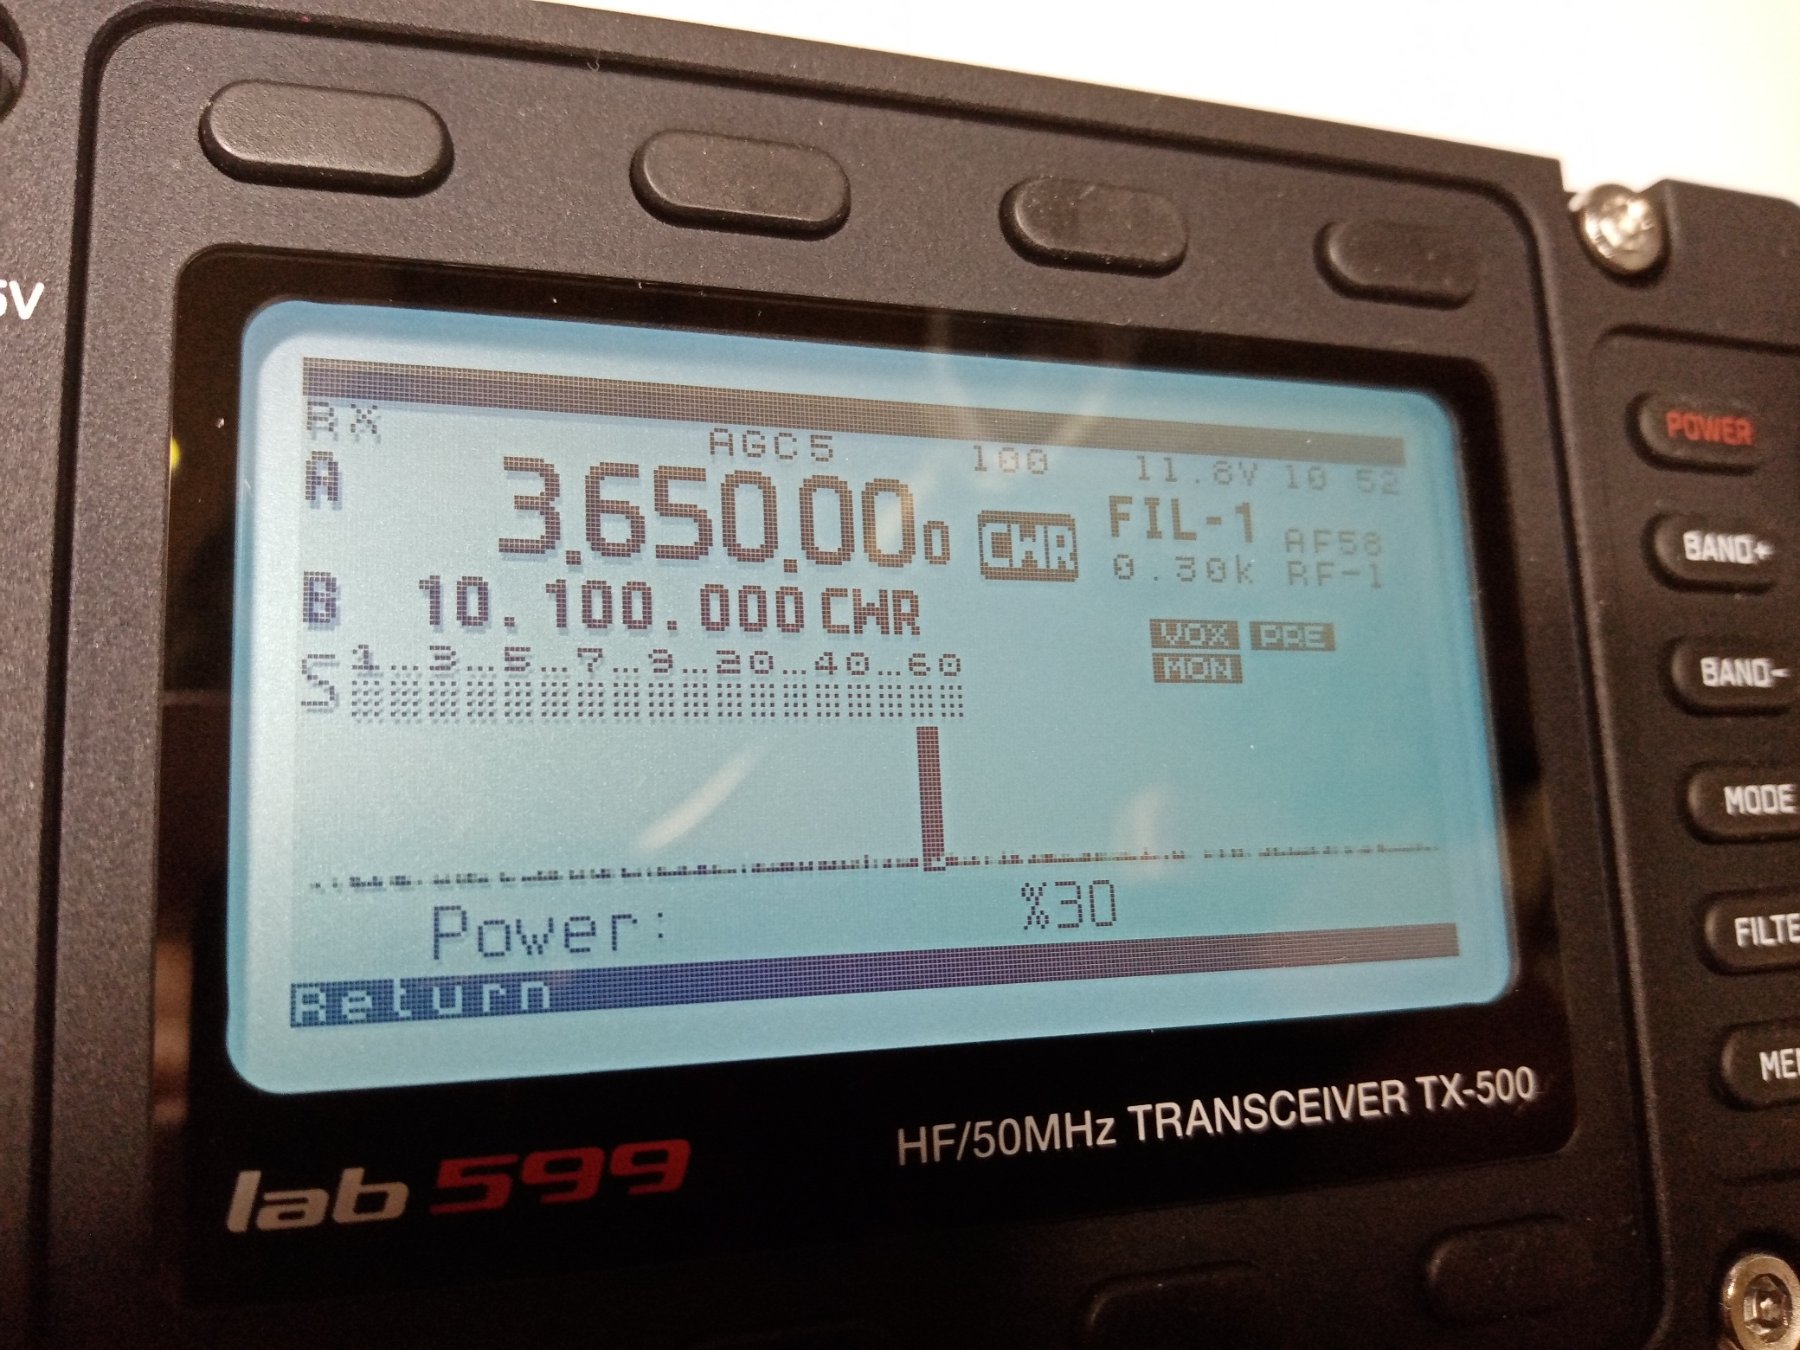 5V
RX AGC5 100 11.8V 10 52
A 3.650.000 CWR FIL-1 AF58
0.30k RF-1
B 10.100.000 CWR
VOX PRE
S 1...3...5...7...9...20...40...60
MON
Power: %30
Return
lab599
HF/50MHz TRANSCEIVER TX-500
POWER
BAND+
BAND-
MODE
FILTE